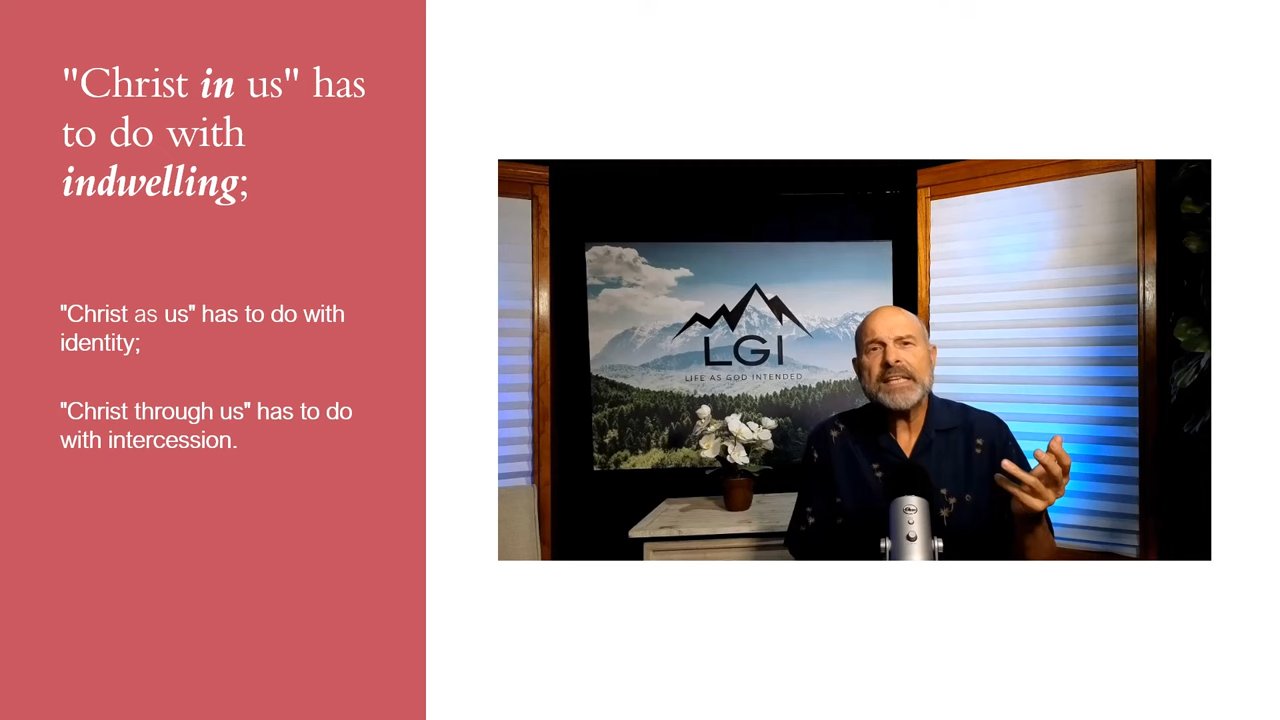 "Christ in us" has
to do with
indwelling;
"Christ as us" has to do with
identity;
"Christ through us" has to do
with intercession.
LGI
LIFE AS GOD INTENDED